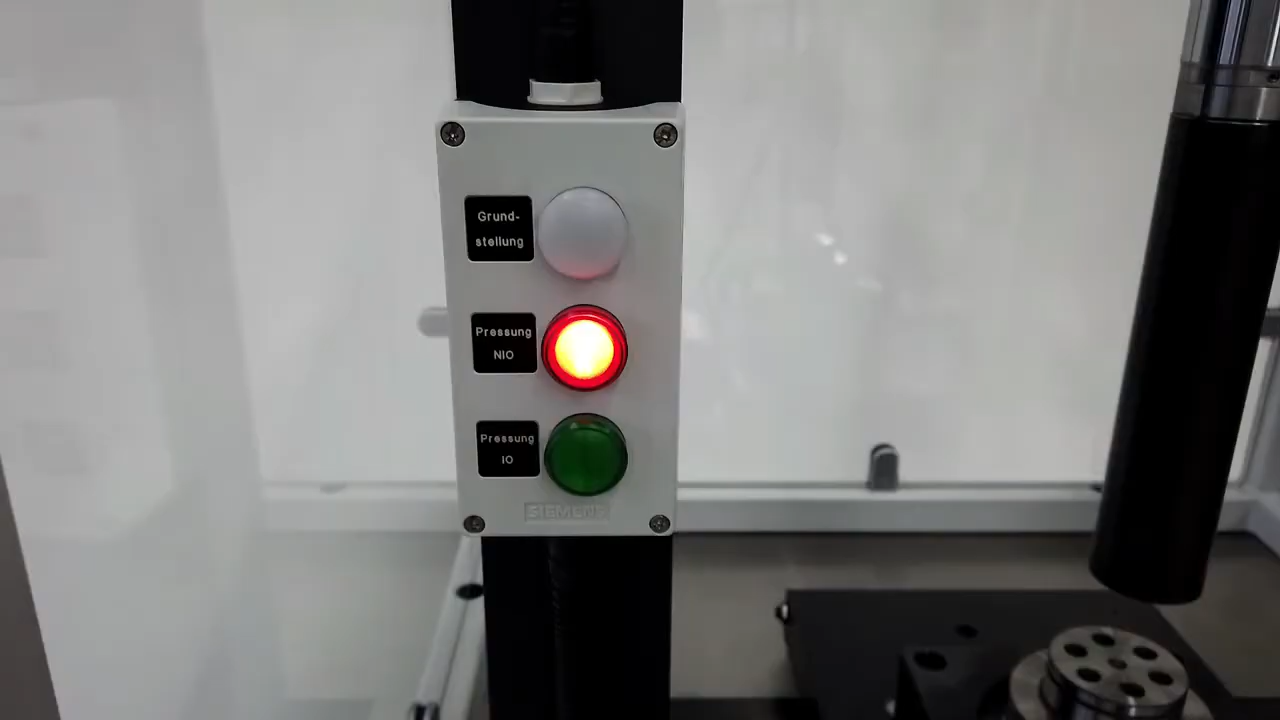 Grund-
stellung
Pressung
NIO
Pressung
IO
SIEMENS